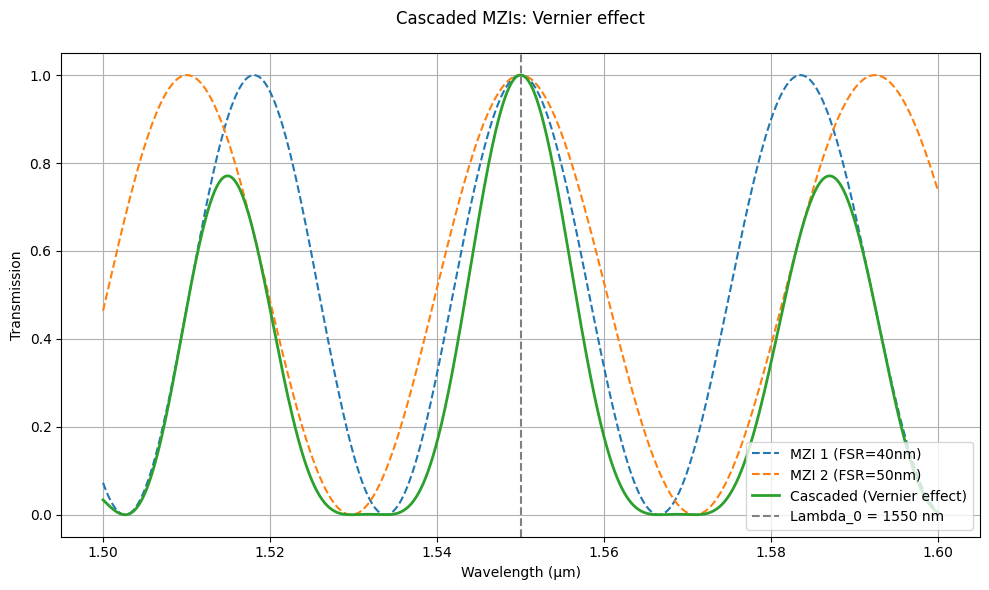 Cascaded MZIs: Vernier effect
Transmission
1.0
0.8
0.6
0.4
0.2
0.0
1.50
1.52
1.54
1.56
1.58
1.60
Wavelength (μm)
MZI 1 (FSR=40nm)
MZI 2 (FSR=50nm)
Cascaded (Vernier effect)
Lambda_0 = 1550 nm